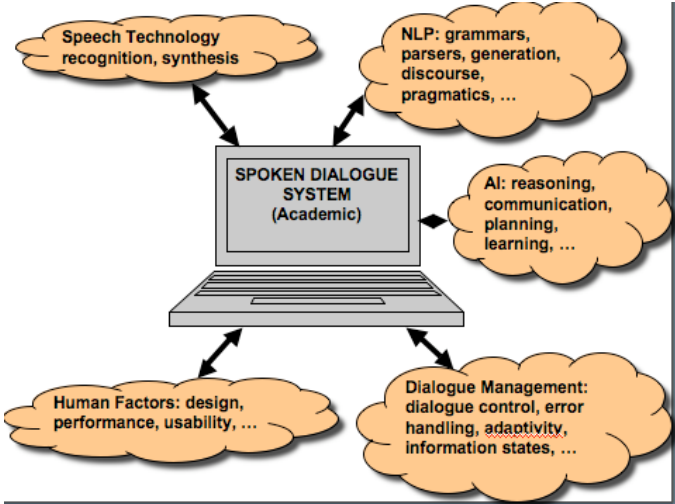 Speech Technology
recognition, synthesis
NLP: grammars,
parsers, generation,
discourse,
pragmatics, ...
SPOKEN DIALOGUE
SYSTEM
(Academic)
AI: reasoning,
communication,
planning,
learning, ...
Human Factors: design,
performance, usability, ...
Dialogue Management:
dialogue control, error
handling, adaptivity,
information states, ...